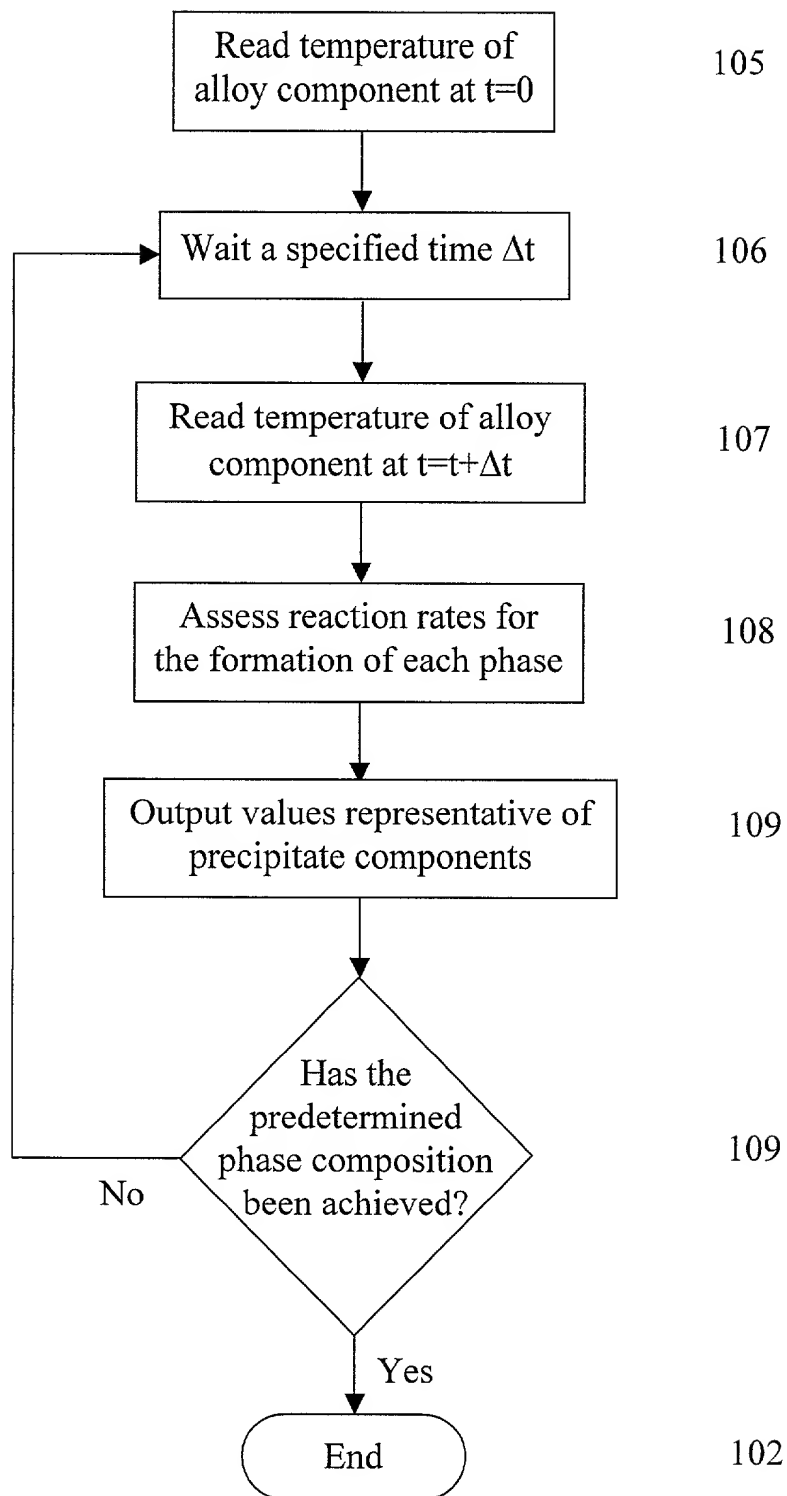 Read temperature of
alloy component at t=0
105
Wait a specified time Δt
106
Read temperature of alloy
component at t=t+Δt
107
Assess reaction rates for
the formation of each phase
108
Output values representative of
precipitate components
109
Has the
predetermined
phase composition
been achieved?
109
No
Yes
End
102